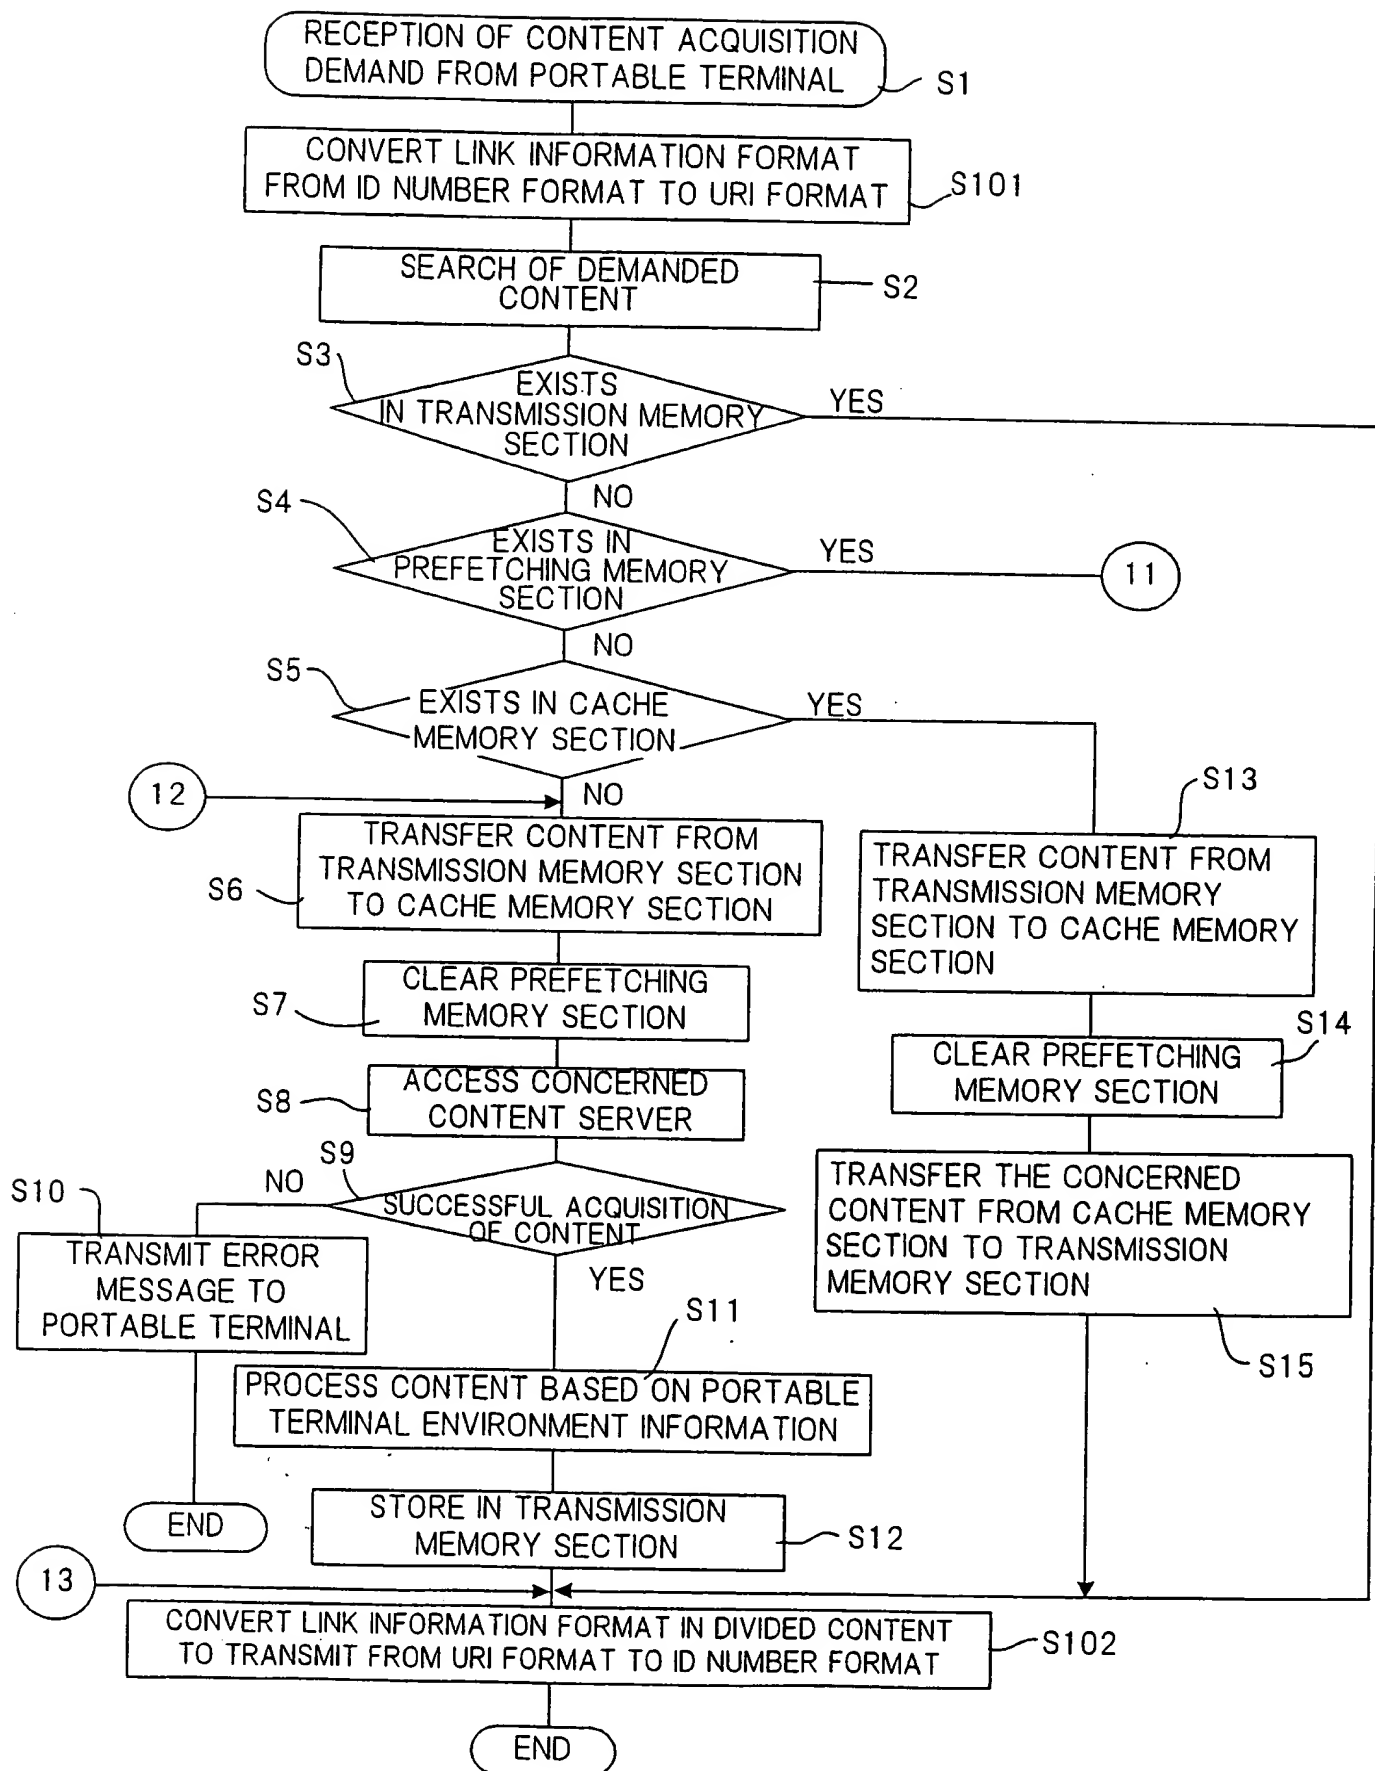 RECEPTION OF CONTENT ACQUISITION
DEMAND FROM PORTABLE TERMINAL
S1
CONVERT LINK INFORMATION FORMAT
FROM ID NUMBER FORMAT TO URI FORMAT
S101
SEARCH OF DEMANDED
CONTENT
S2
S3
EXISTS
IN TRANSMISSION MEMORY
SECTION
YES
NO
S4
EXISTS IN
PREFETCHING MEMORY
SECTION
YES
11
NO
S5
EXISTS IN CACHE
MEMORY SECTION
YES
12
NO
S13
TRANSFER CONTENT FROM
TRANSMISSION MEMORY SECTION
TO CACHE MEMORY SECTION
S6
TRANSFER CONTENT FROM
TRANSMISSION MEMORY
SECTION TO CACHE MEMORY
SECTION
CLEAR PREFETCHING
MEMORY SECTION
S7
S14
CLEAR PREFETCHING
MEMORY SECTION
ACCESS CONCERNED
CONTENT SERVER
S8
S9
NO
SUCCESSFUL ACQUISITION
OF CONTENT
YES
TRANSFER THE CONCERNED
CONTENT FROM CACHE MEMORY
SECTION TO TRANSMISSION
MEMORY SECTION
S15
S10
TRANSMIT ERROR
MESSAGE TO
PORTABLE TERMINAL
S11
PROCESS CONTENT BASED ON PORTABLE
TERMINAL ENVIRONMENT INFORMATION
END
STORE IN TRANSMISSION
MEMORY SECTION
S12
13
CONVERT LINK INFORMATION FORMAT IN DIVIDED CONTENT
TO TRANSMIT FROM URI FORMAT TO ID NUMBER FORMAT
S102
END